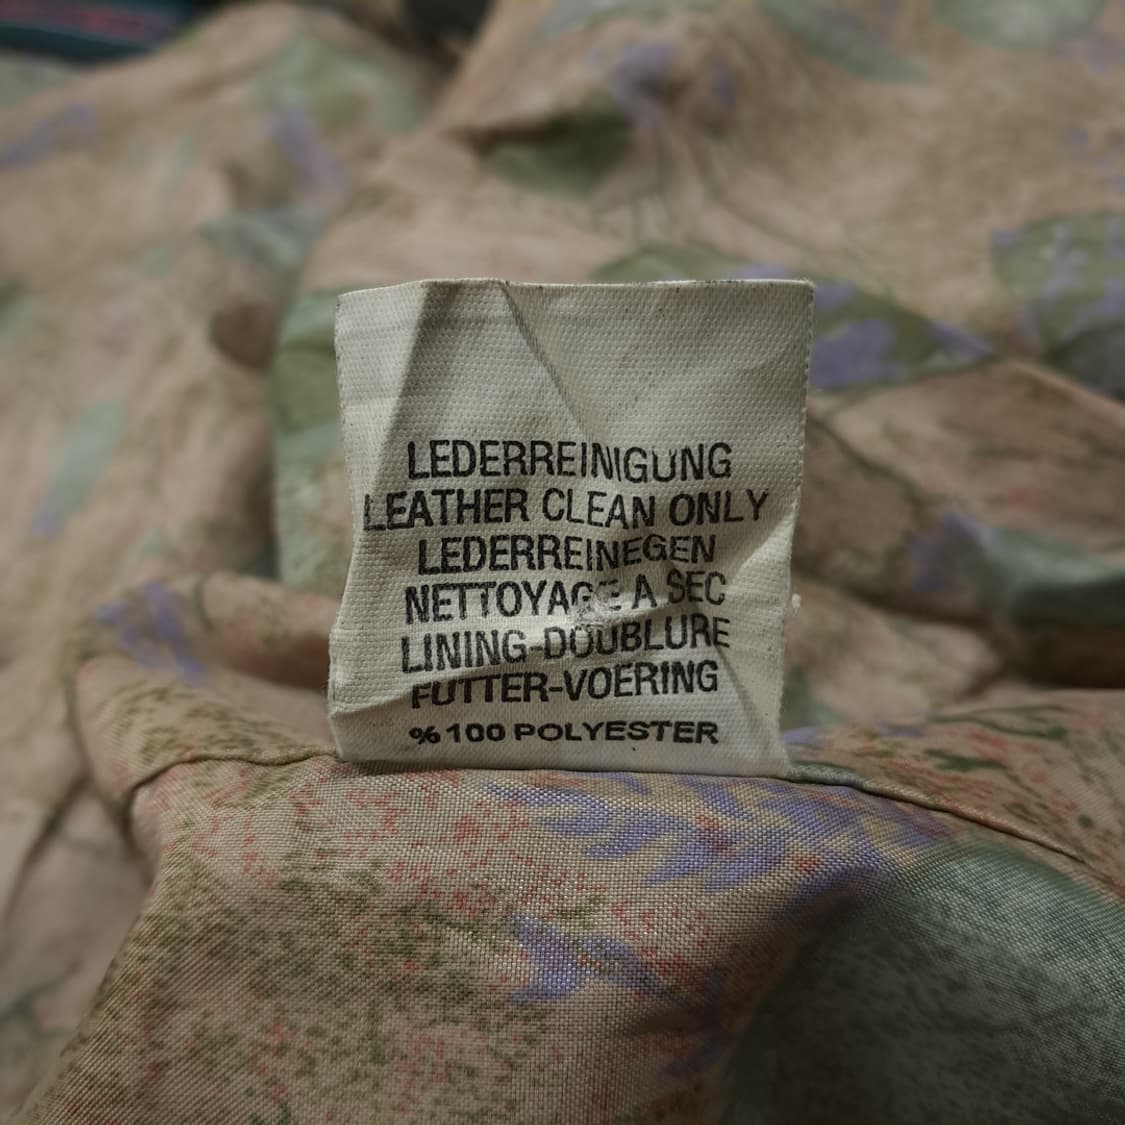 LEDERREINIGUNG
LEATHER CLEAN ONLY
LEDERREINEGEN
NETTOYAGE A SEC
LINING-DOUBLURE
FUTTER-VOERING
% 100 POLYESTER